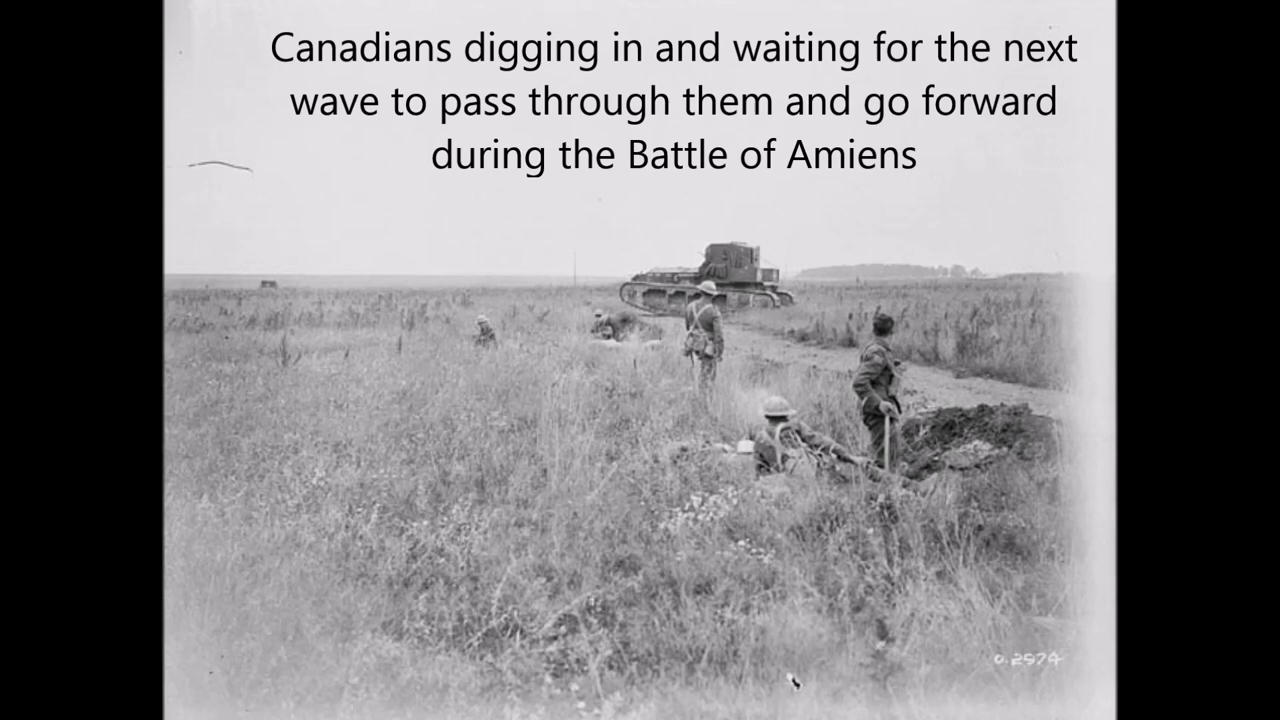 Canadians digging in and waiting for the next
wave to pass through them and go forward
during the Battle of Amiens
O.2974